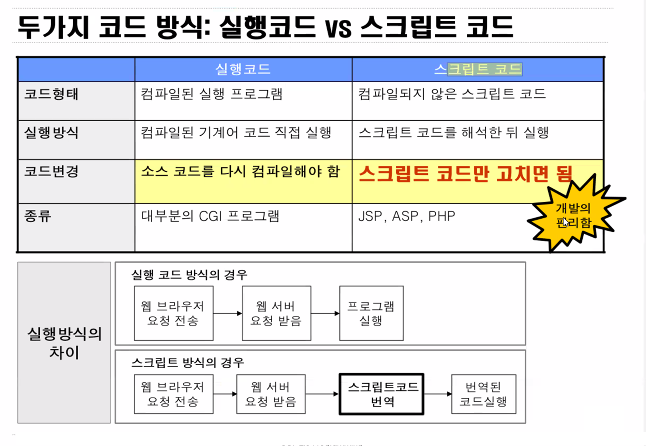 두가지 코드 방식: 실행코드 vs 스크립트 코드
실행코드 스크립트 코드
코드형태 컴파일된 실행 프로그램 컴파일되지 않은 스크립트 코드
실행방식 컴파일된 기계어 코드 직접 실행 스크립트 코드를 해석한 뒤 실행
코드변경 소스 코드를 다시 컴파일해야 함 스크립트 코드만 고치면 됨
종류 대부분의 CGI 프로그램 JSP, ASP, PHP
개발의
편리함
실행방식의
차이
실행 코드 방식의 경우
웹 브라우저
요청 전송
웹 서버
요청 받음
프로그램
실행
스크립트 방식의 경우
웹 브라우저
요청 전송
웹 서버
요청 받음
스크립트코드
번역
번역된
코드실행